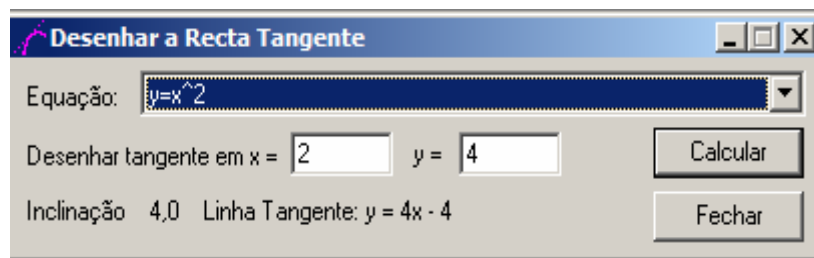 Desenhar a Recta Tangente
Equação: y=x^2
Desenhar tangente em x = 2 y = 4 Calcular
Inclinação 4,0 Linha Tangente: y = 4x - 4 Fechar